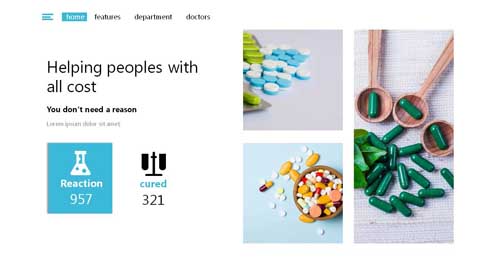 home features department doctors
Helping peoples with
all cost
You don't need a reason
Lorem ipsum dolor sit amet
Reaction
957
cured
321